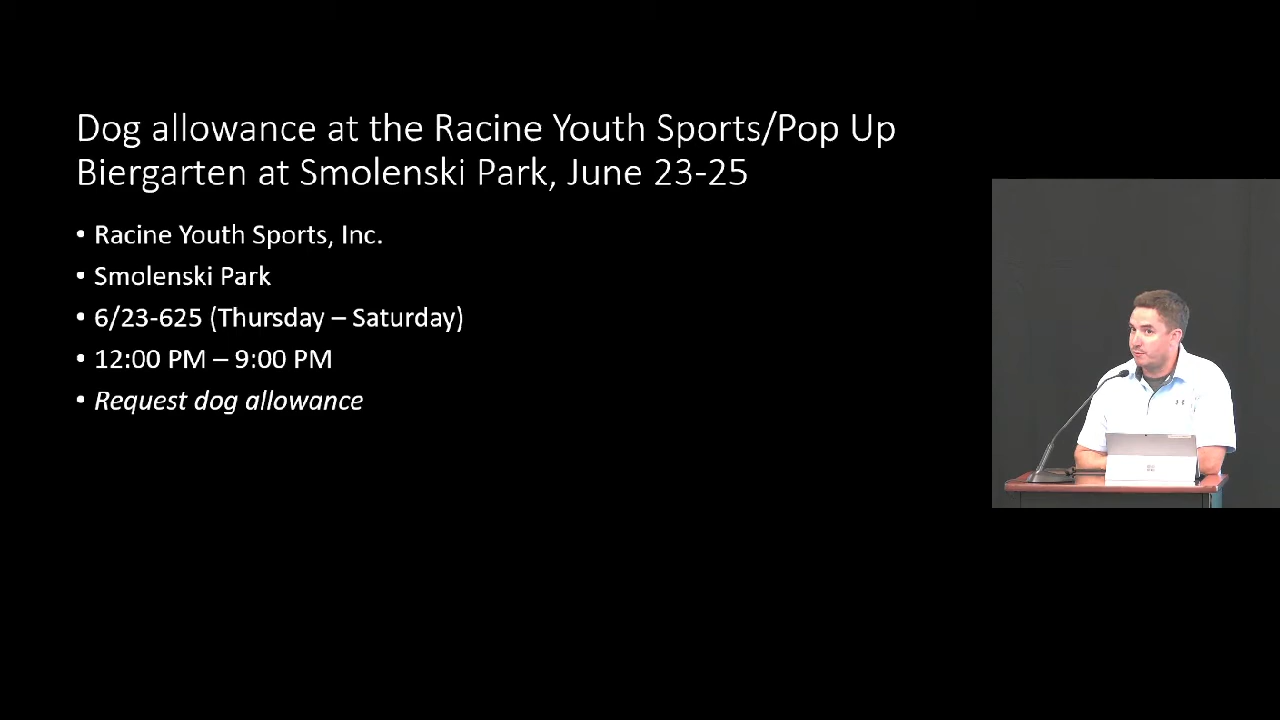 Dog allowance at the Racine Youth Sports/Pop Up
Biergarten at Smolenski Park, June 23-25
• Racine Youth Sports, Inc.
• Smolenski Park
• 6/23-625 (Thursday – Saturday)
• 12:00 PM – 9:00 PM
• Request dog allowance